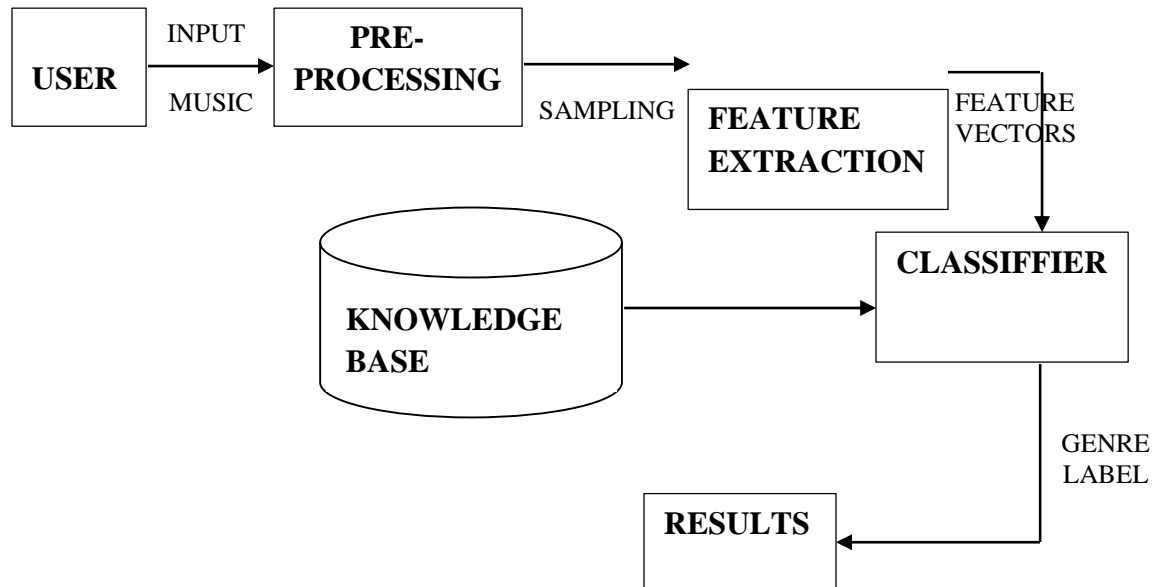 USER
INPUT
MUSIC
PRE-
PROCESSING
SAMPLING
FEATURE
EXTRACTION
FEATURE
VECTORS
KNOWLEDGE
BASE
CLASSIFFIER
GENRE
LABEL
RESULTS